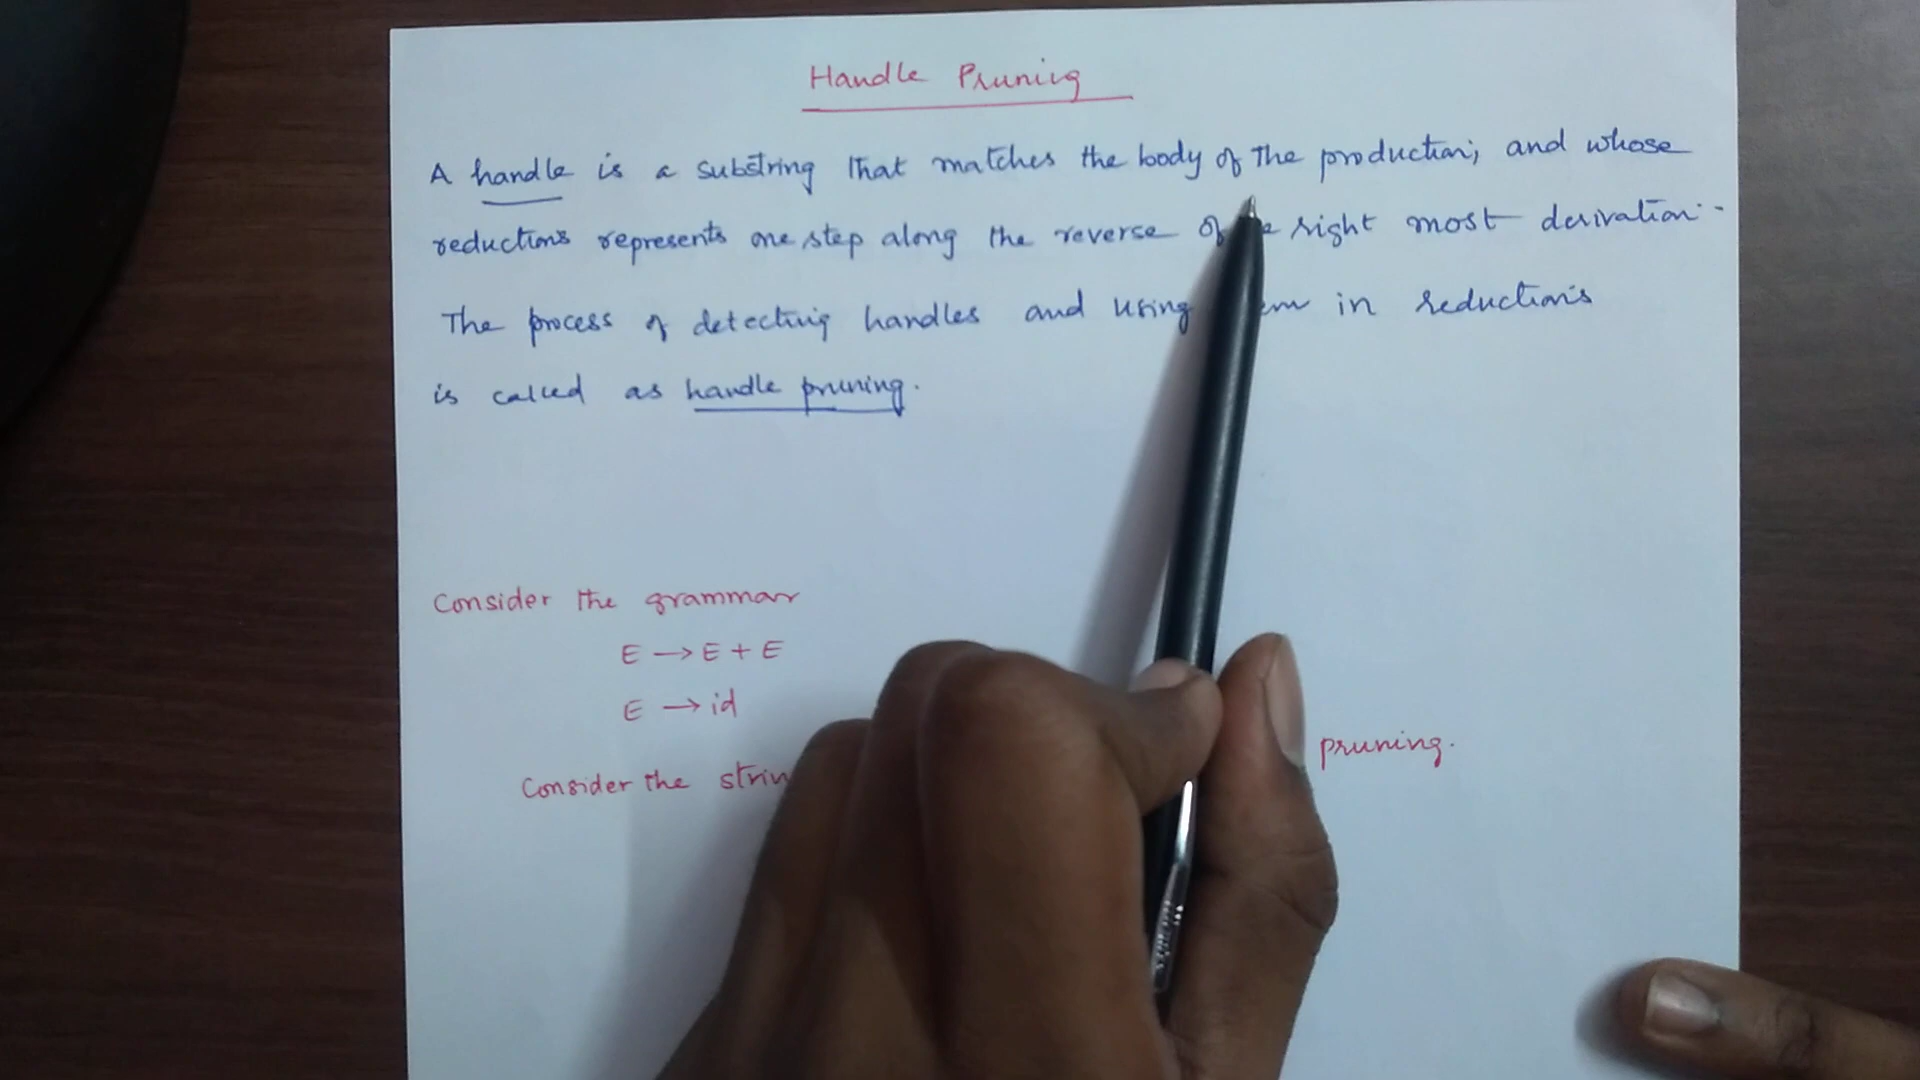 Handle Pruning
A handle is a substring that matches the body of the production; and whose
reductions represents one step along the reverse of right most derivation.
The process of detecting handles and using in reductions
is called as handle pruning.
Consider the grammar
E → E + E
E → id
Consider the pruning.